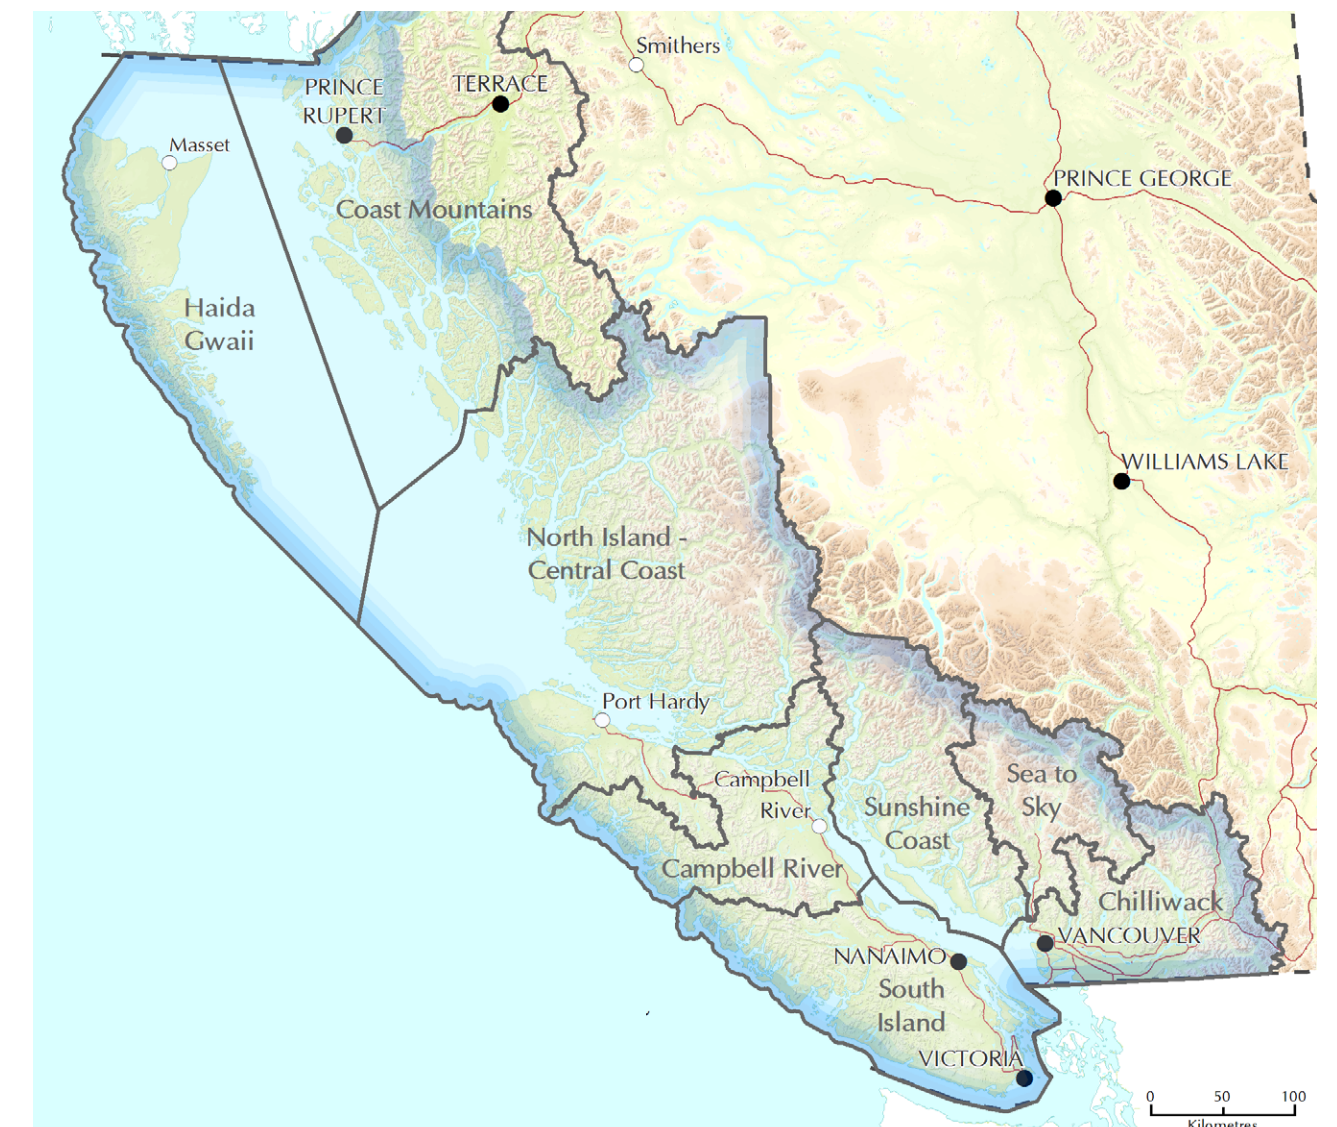 Smithers
PRINCE
RUPERT
TERRACE
Masset
PRINCE GEORGE
Coast Mountains
Haida
Gwaii
WILLIAMS LAKE
North Island -
Central Coast
Port Hardy
Campbell
River
Sea to
Sky
Sunshine
Coast
Campbell River
Chilliwack
VANCOUVER
NANAIMO
South
Island
VICTORIA
0 50 100
Kilometres